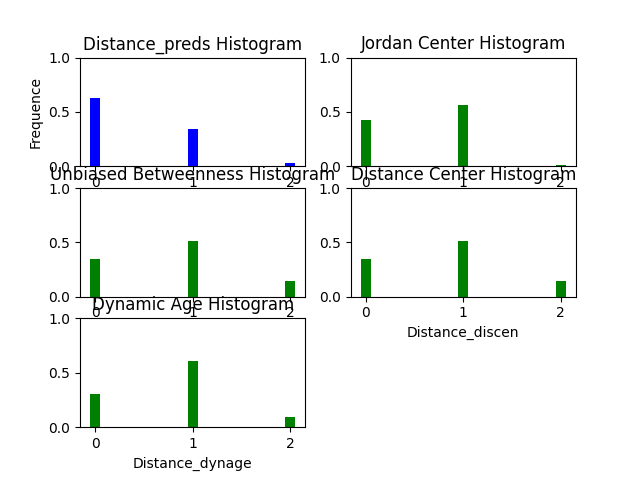 Distance_preds Histogram
Frequence
1.0
0.5
0.0
0 1 2
Jordan Center Histogram
1.0
0.5
0.0
0 1 2
Unbiased Betweenness Histogram
1.0
0.5
0.0
0 1 2
Distance Center Histogram
1.0
0.5
0.0
0 1 2
Distance_discen
Dynamic Age Histogram
1.0
0.5
0.0
0 1 2
Distance_dynage